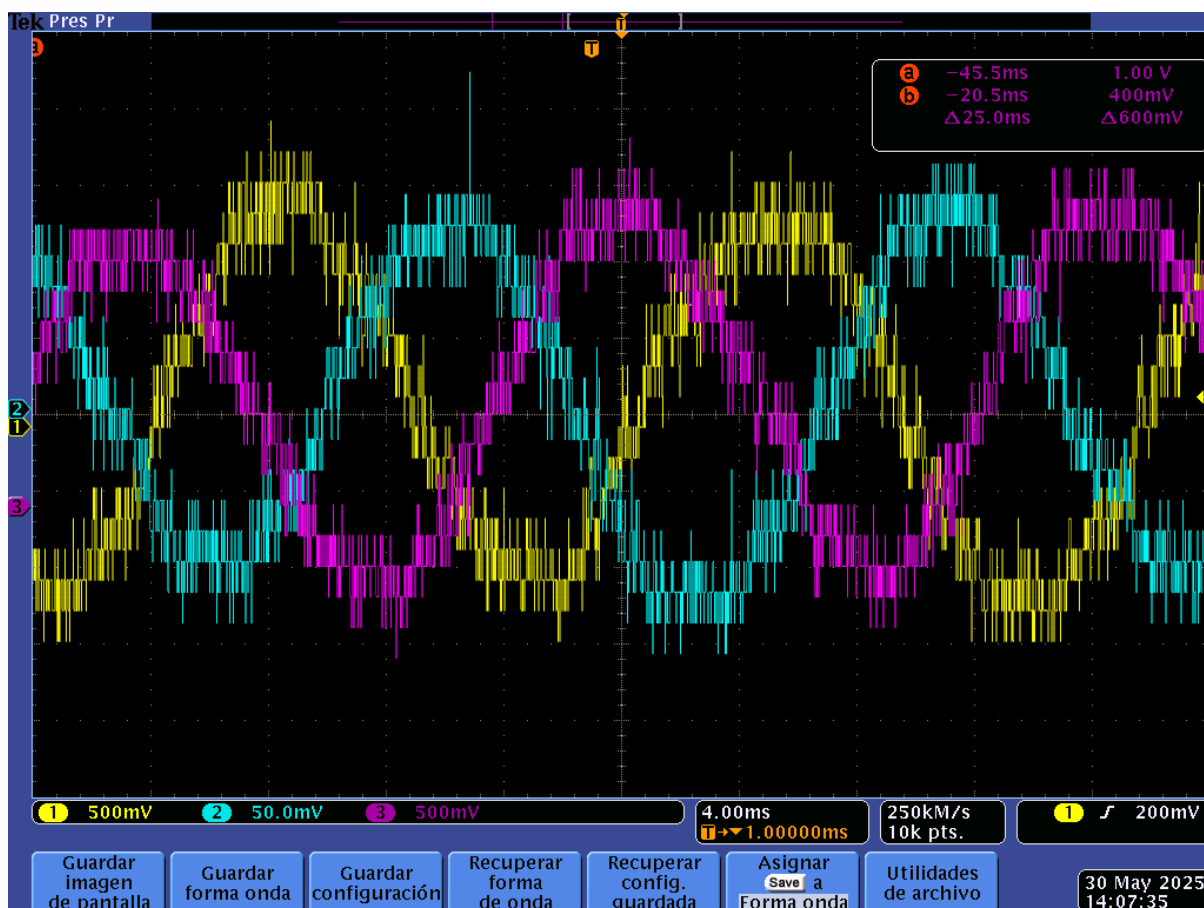 Tek Pres Pr
T
a
T
a -45.5ms 1.00 V
b -20.5ms 400mV
Δ25.0ms Δ600mV
2
1
3
1 500mV 2 50.0mV 3 500mV
4.00ms
T→▼1.00000ms
250kM/s
10k pts.
1 200mV
Guardar
imagen
de pantalla
Guardar
forma onda
Guardar
configuración
Recuperar
forma
de onda
Recuperar
config.
guardada
Asignar
Save a
Forma onda
Utilidades
de archivo
30 May 2025
14:07:35